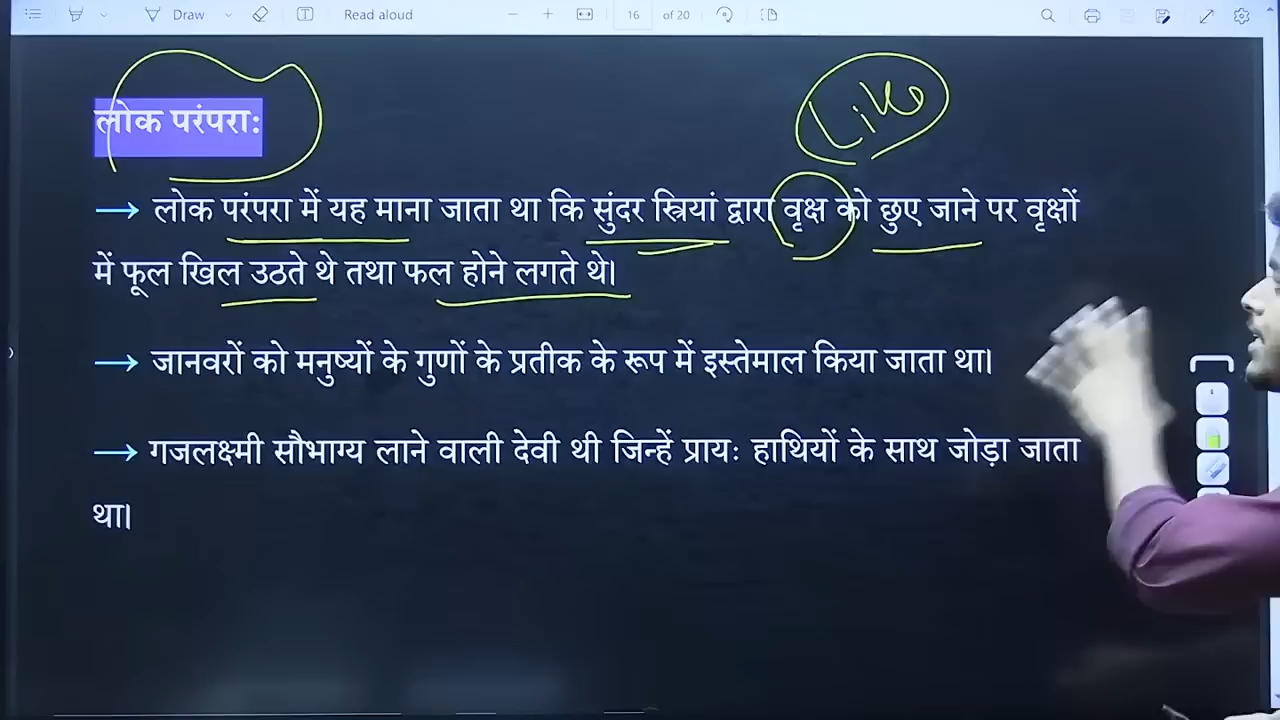 Draw
Read aloud
16 of 20
लोक परंपरा:
Like
→ लोक परंपरा में यह माना जाता था कि सुंदर स्त्रियां द्वारा वृक्ष को छुए जाने पर वृक्षों
में फूल खिल उठते थे तथा फल होने लगते थे।
→ जानवरों को मनुष्यों के गुणों के प्रतीक के रूप में इस्तेमाल किया जाता था।
→ गजलक्ष्मी सौभाग्य लाने वाली देवी थी जिन्हें प्रायः हाथियों के साथ जोड़ा जाता
था।